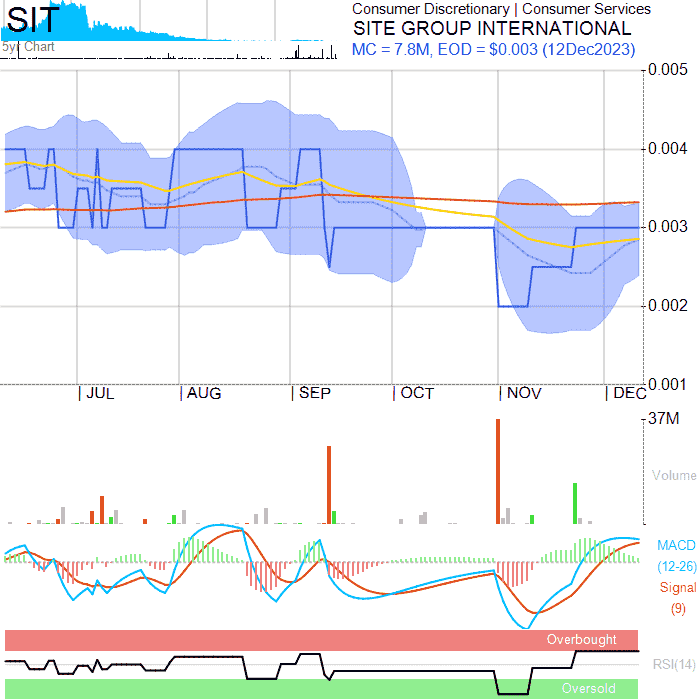 SIT
Consumer Discretionary | Consumer Services
SITE GROUP INTERNATIONAL
5yr Chart
MC = 7.8M, EOD = $0.003 (12Dec2023)
0.005
0.004
0.003
0.002
0.001
| JUL
| AUG
| SEP
| OCT
| NOV
| DEC
37M
Volume
MACD
(12-26)
Signal
(9)
Overbought
RSI(14)
Oversold